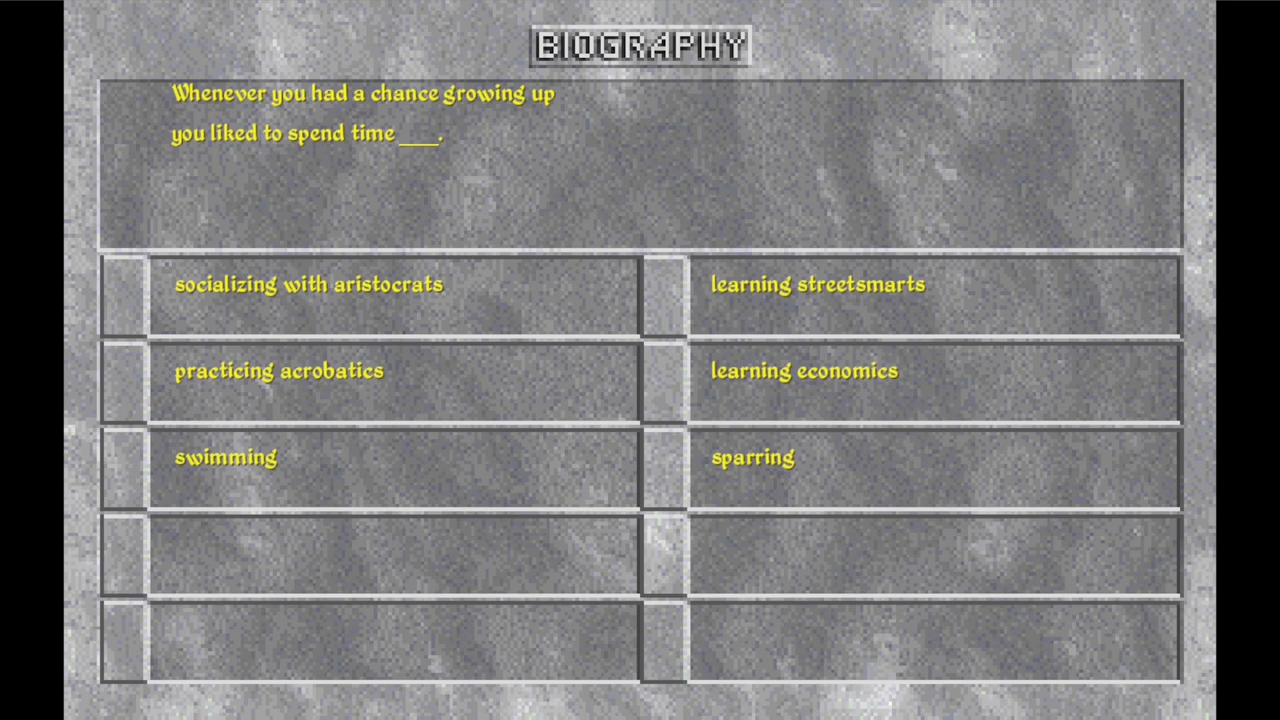 BIOGRAPHY
Whenever you had a chance growing up
you liked to spend time ____.
socializing with aristocrats
learning streetsmarts
practicing acrobatics
learning economics
swimming
sparring